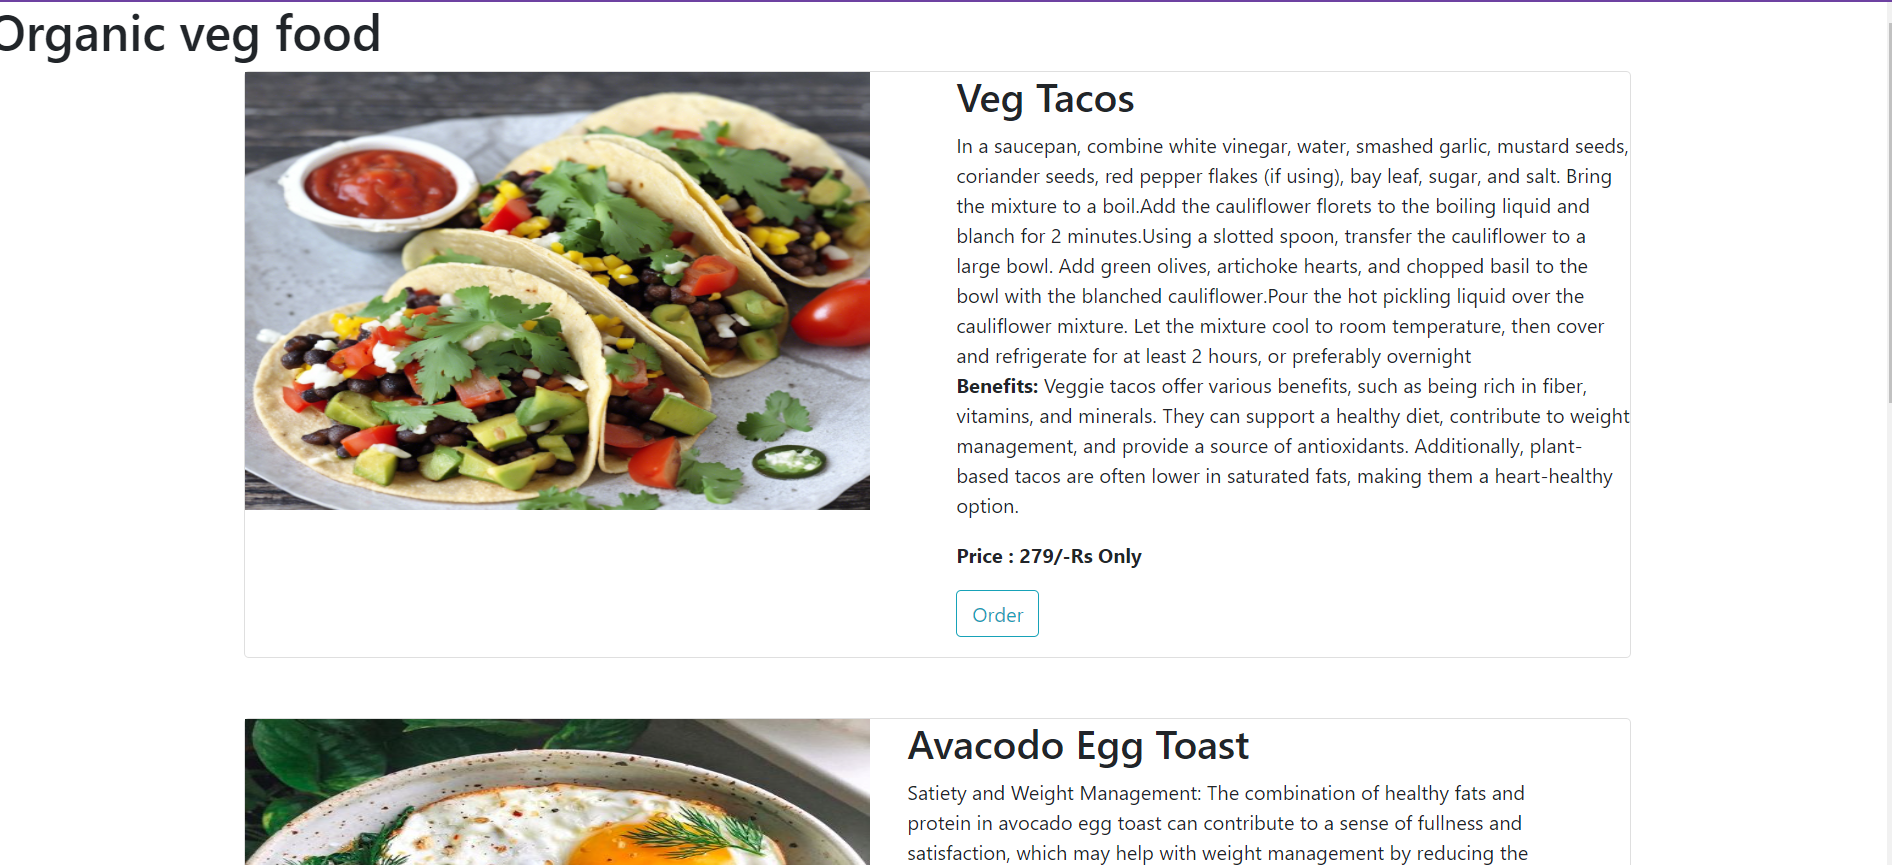 Organic veg food
Veg Tacos
In a saucepan, combine white vinegar, water, smashed garlic, mustard seeds,
coriander seeds, red pepper flakes (if using), bay leaf, sugar, and salt. Bring
the mixture to a boil.Add the cauliflower florets to the boiling liquid and
blanch for 2 minutes.Using a slotted spoon, transfer the cauliflower to a
large bowl. Add green olives, artichoke hearts, and chopped basil to the
bowl with the blanched cauliflower.Pour the hot pickling liquid over the
cauliflower mixture. Let the mixture cool to room temperature, then cover
and refrigerate for at least 2 hours, or preferably overnight
Benefits: Veggie tacos offer various benefits, such as being rich in fiber,
vitamins, and minerals. They can support a healthy diet, contribute to weight
management, and provide a source of antioxidants. Additionally, plant-
based tacos are often lower in saturated fats, making them a heart-healthy
option.
Price : 279/-Rs Only
Order
Avacodo Egg Toast
Satiety and Weight Management: The combination of healthy fats and
protein in avocado egg toast can contribute to a sense of fullness and
satisfaction, which may help with weight management by reducing the